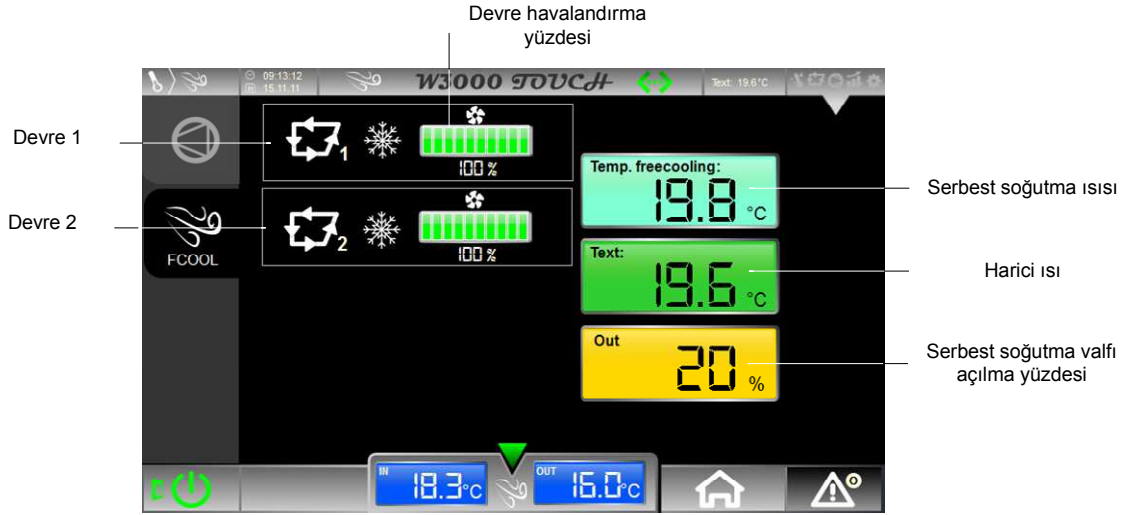 Devre havalandırma
yüzdesi
09:13:12
15.11.11
W3000 TOUCH
Text: 19.6°C
Devre 1
1
100 %
Temp. freecooling:
19.8 °C
Serbest soğutma ısısı
Devre 2
2
100 %
FCOOL
Text:
19.6 °C
Harici ısı
Out
20 %
Serbest soğutma valfı
açılma yüzdesi
IN
18.3°C
OUT
16.0°C